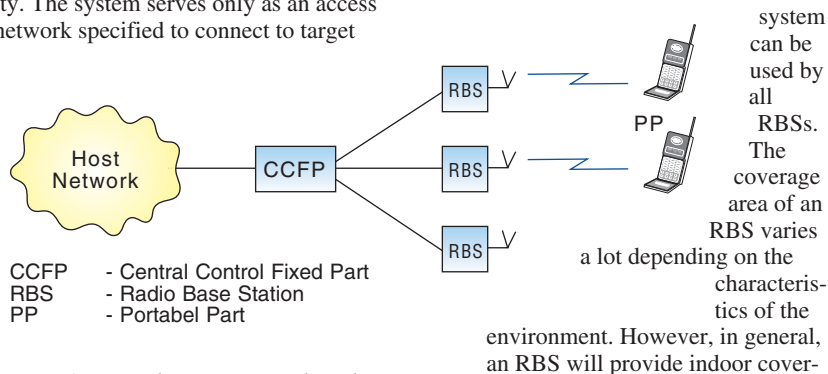 ty. The system serves only as an access
network specified to connect to target
Host
Network
CCFP
RBS
RBS
RBS
PP
CCFP - Central Control Fixed Part
RBS - Radio Base Station
PP - Portabel Part
system
can be
used by
all
RBSs.
The
coverage
area of an
RBS varies
a lot depending on the
characteris-
tics of the
environment. However, in general,
an RBS will provide indoor cover-